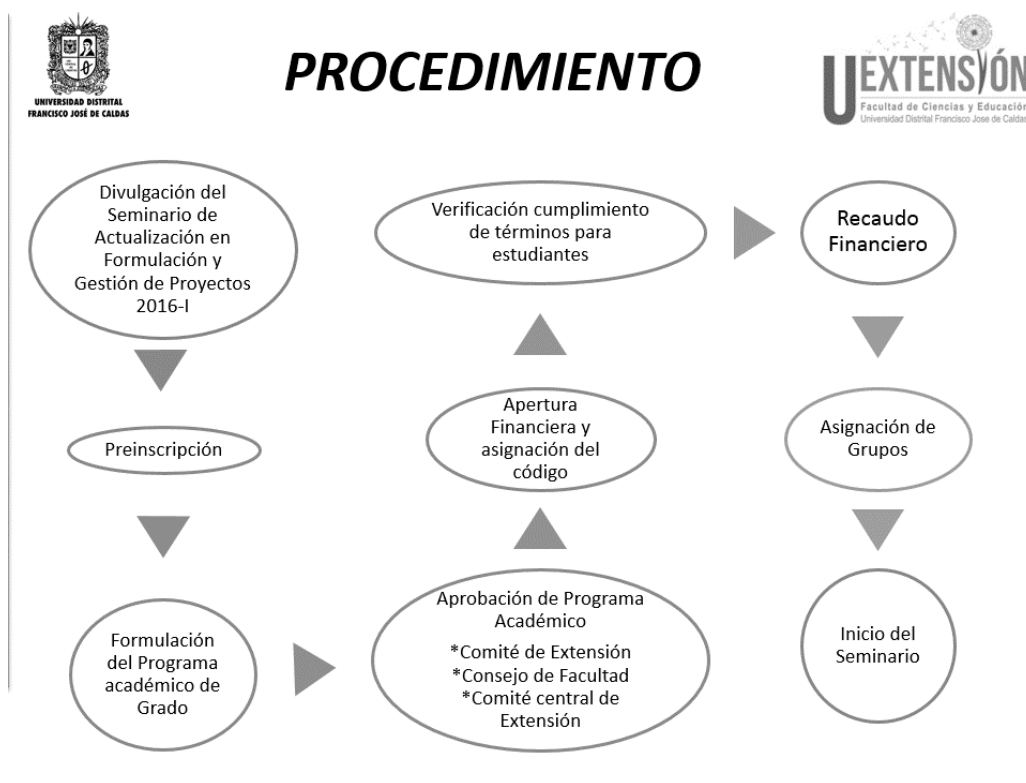 UNIVERSIDAD DISTRITAL
FRANCISCO JOSÉ DE CALDAS
PROCEDIMIENTO
UEXTENSIÓN
Facultad de Ciencias y Educación
Universidad Distrital Francisco Jose de Caldas
Divulgación del
Seminario de
Actualización en
Formulación y
Gestión de Proyectos
2016-I
Preinscripción
Formulación
del Programa
académico de
Grado
Aprobación de Programa
Académico
*Comité de Extensión
*Consejo de Facultad
*Comité central de
Extensión
Apertura
Financiera y
asignación del
código
Verificación cumplimiento
de términos para
estudiantes
Recaudo
Financiero
Asignación de
Grupos
Inicio del
Seminario